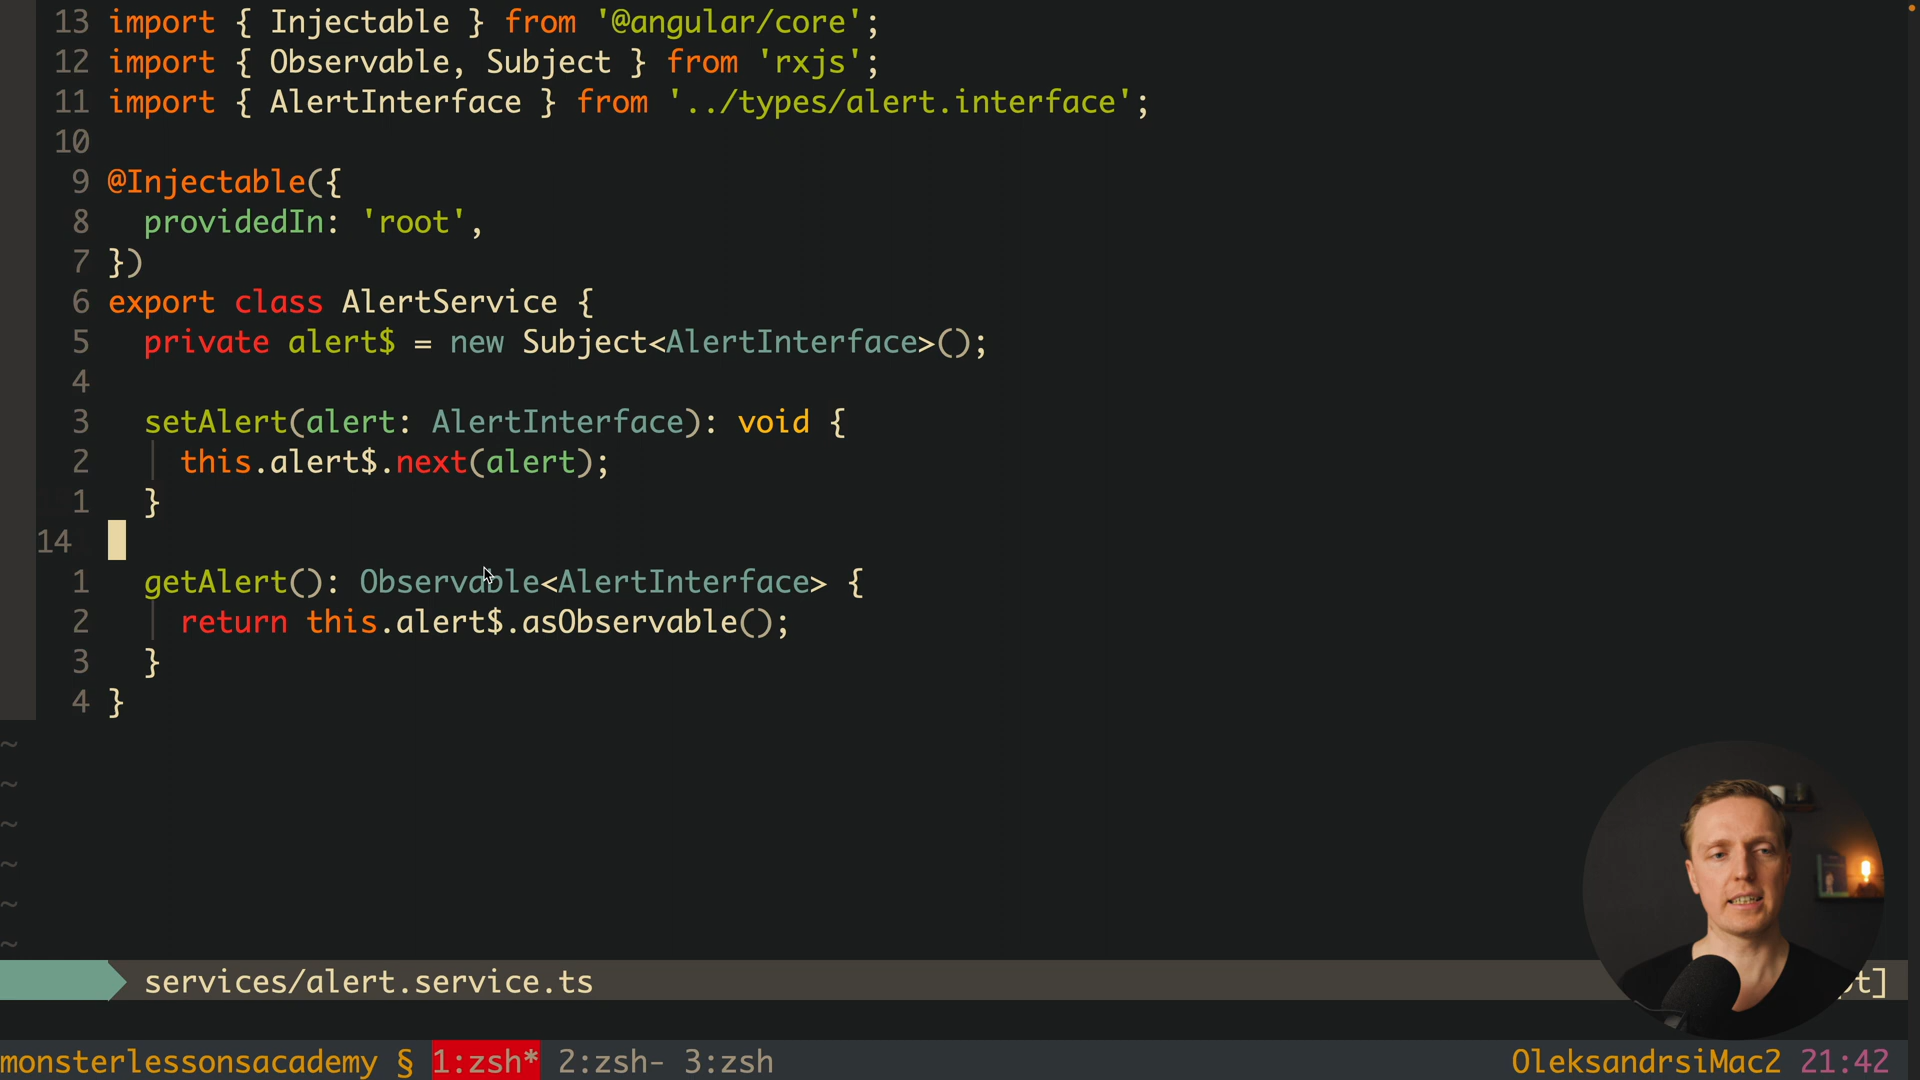 13 import { Injectable } from '@angular/core';
12 import { Observable, Subject } from 'rxjs';
11 import { AlertInterface } from '../types/alert.interface';
10
9 @Injectable({
8   providedIn: 'root',
7 })
6 export class AlertService {
5   private alert$ = new Subject<AlertInterface>();
4
3   setAlert(alert: AlertInterface): void {
2     this.alert$.next(alert);
1   }
14
1   getAlert(): Observable<AlertInterface> {
2     return this.alert$.asObservable();
3   }
4 }
~
~
~
~
~
~
services/alert.service.ts t]
monsterlessonsacademy § 1:zsh* 2:zsh- 3:zsh OleksandrsiMac2 21:42